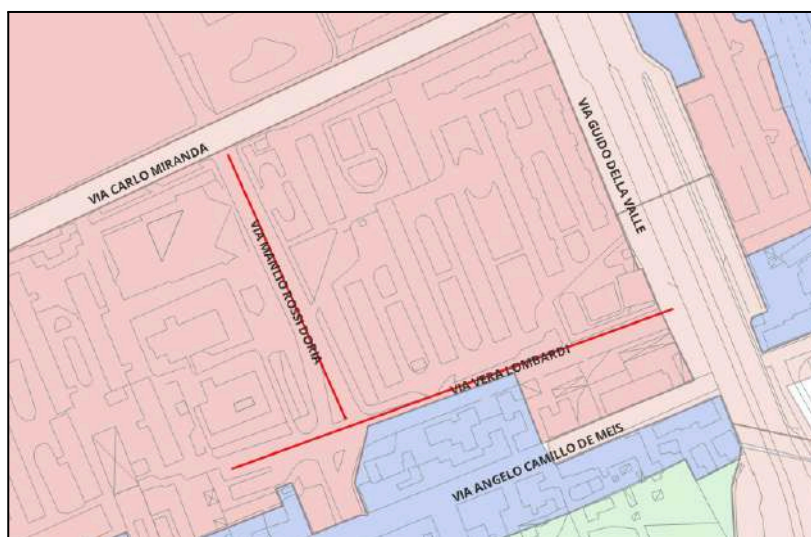 VIA CARLO MIRANDA
VIA GUIDO DELLA VALLE
VIA MANLIO ROSSI DORIA
VIA VERA LOMBARDI
VIA ANGELO CAMILLO DE MEIS